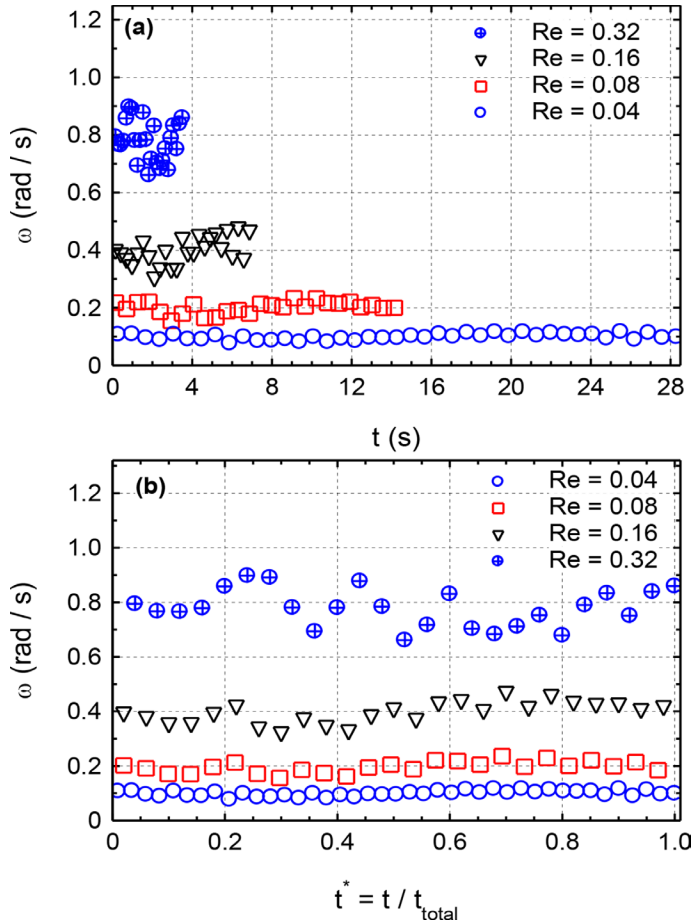 (a)
Re = 0.32
Re = 0.16
Re = 0.08
Re = 0.04
1.2
1.0
0.8
0.6
0.4
0.2
0
ω (rad / s)
0 4 8 12 16 20 24 28
t (s)
(b)
Re = 0.04
Re = 0.08
Re = 0.16
Re = 0.32
1.2
1.0
0.8
0.6
0.4
0.2
0
ω (rad / s)
0 0.2 0.4 0.6 0.8 1.0
t* = t / t_total